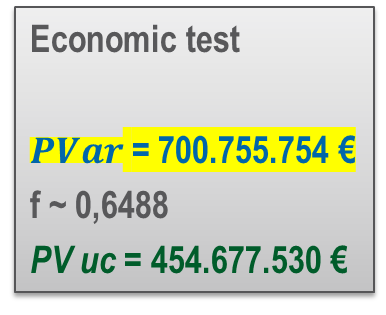 Economic test
PV ar = 700.755.754 €
f ~ 0,6488
PV uc = 454.677.530 €